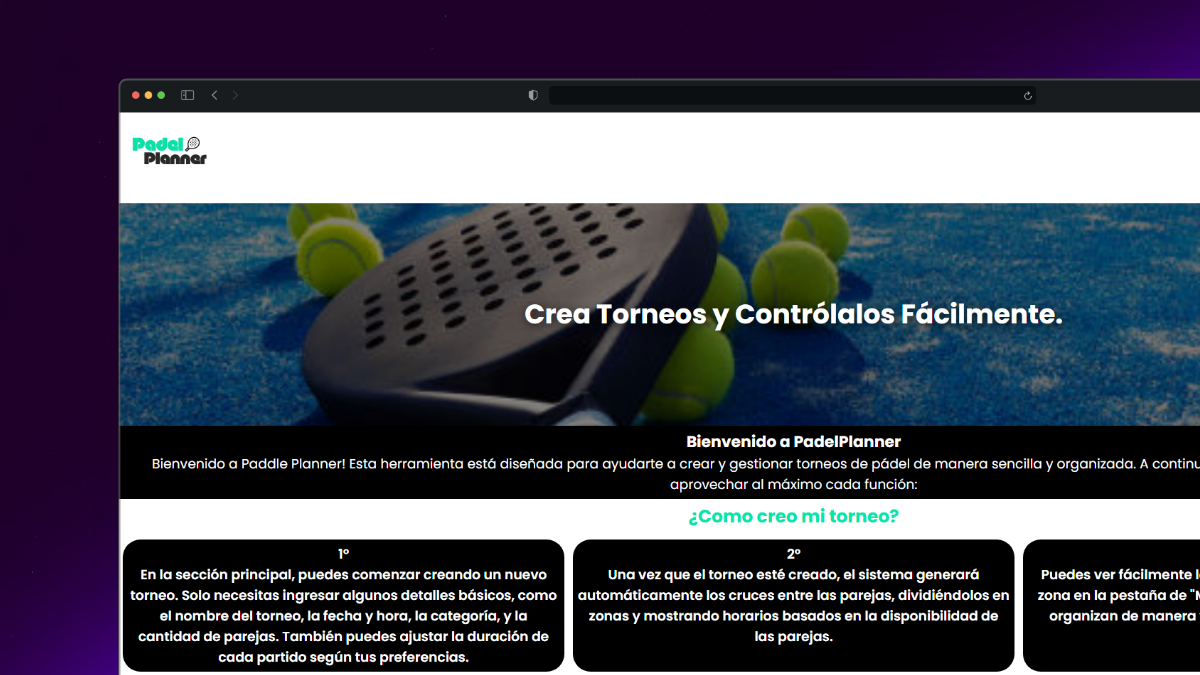 Padel
Planner
Crea Torneos y Contrólalos Fácilmente.
Bienvenido a PadelPlanner
Bienvenido a Paddle Planner! Esta herramienta está diseñada para ayudarte a crear y gestionar torneos de pádel de manera sencilla y organizada. A
aprovechar al máximo cada función:
¿Como creo mi torneo?
1º
En la sección principal, puedes comenzar creando un nuevo
torneo. Solo necesitas ingresar algunos detalles básicos, como
el nombre del torneo, la fecha y hora, la categoría, y la
cantidad de parejas. También puedes ajustar la duración de
cada partido según tus preferencias.
2º
Una vez que el torneo esté creado, el sistema generará
automáticamente los cruces entre las parejas, dividiéndolos en
zonas y mostrando horarios basados en la disponibilidad de
las parejas.
Puedes ver fácilmente
zona en la pestaña de
organizan de manera